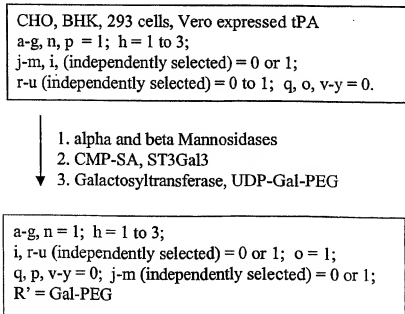 CHO, BHK, 293 cells, Vero expressed tPA
a-g, n, p = 1; h = 1 to 3;
j-m, i, (independently selected) = 0 or 1;
r-u (independently selected) = 0 to 1; q, o, v-y = 0.
1. alpha and beta Mannosidases
2. CMP-SA, ST3Gal3
3. Galactosyltransferase, UDP-Gal-PEG
a-g, n = 1; h = 1 to 3;
i, r-u (independently selected) = 0 or 1; o = 1;
q, p, v-y = 0; j-m (independently selected) = 0 or 1;
R' = Gal-PEG